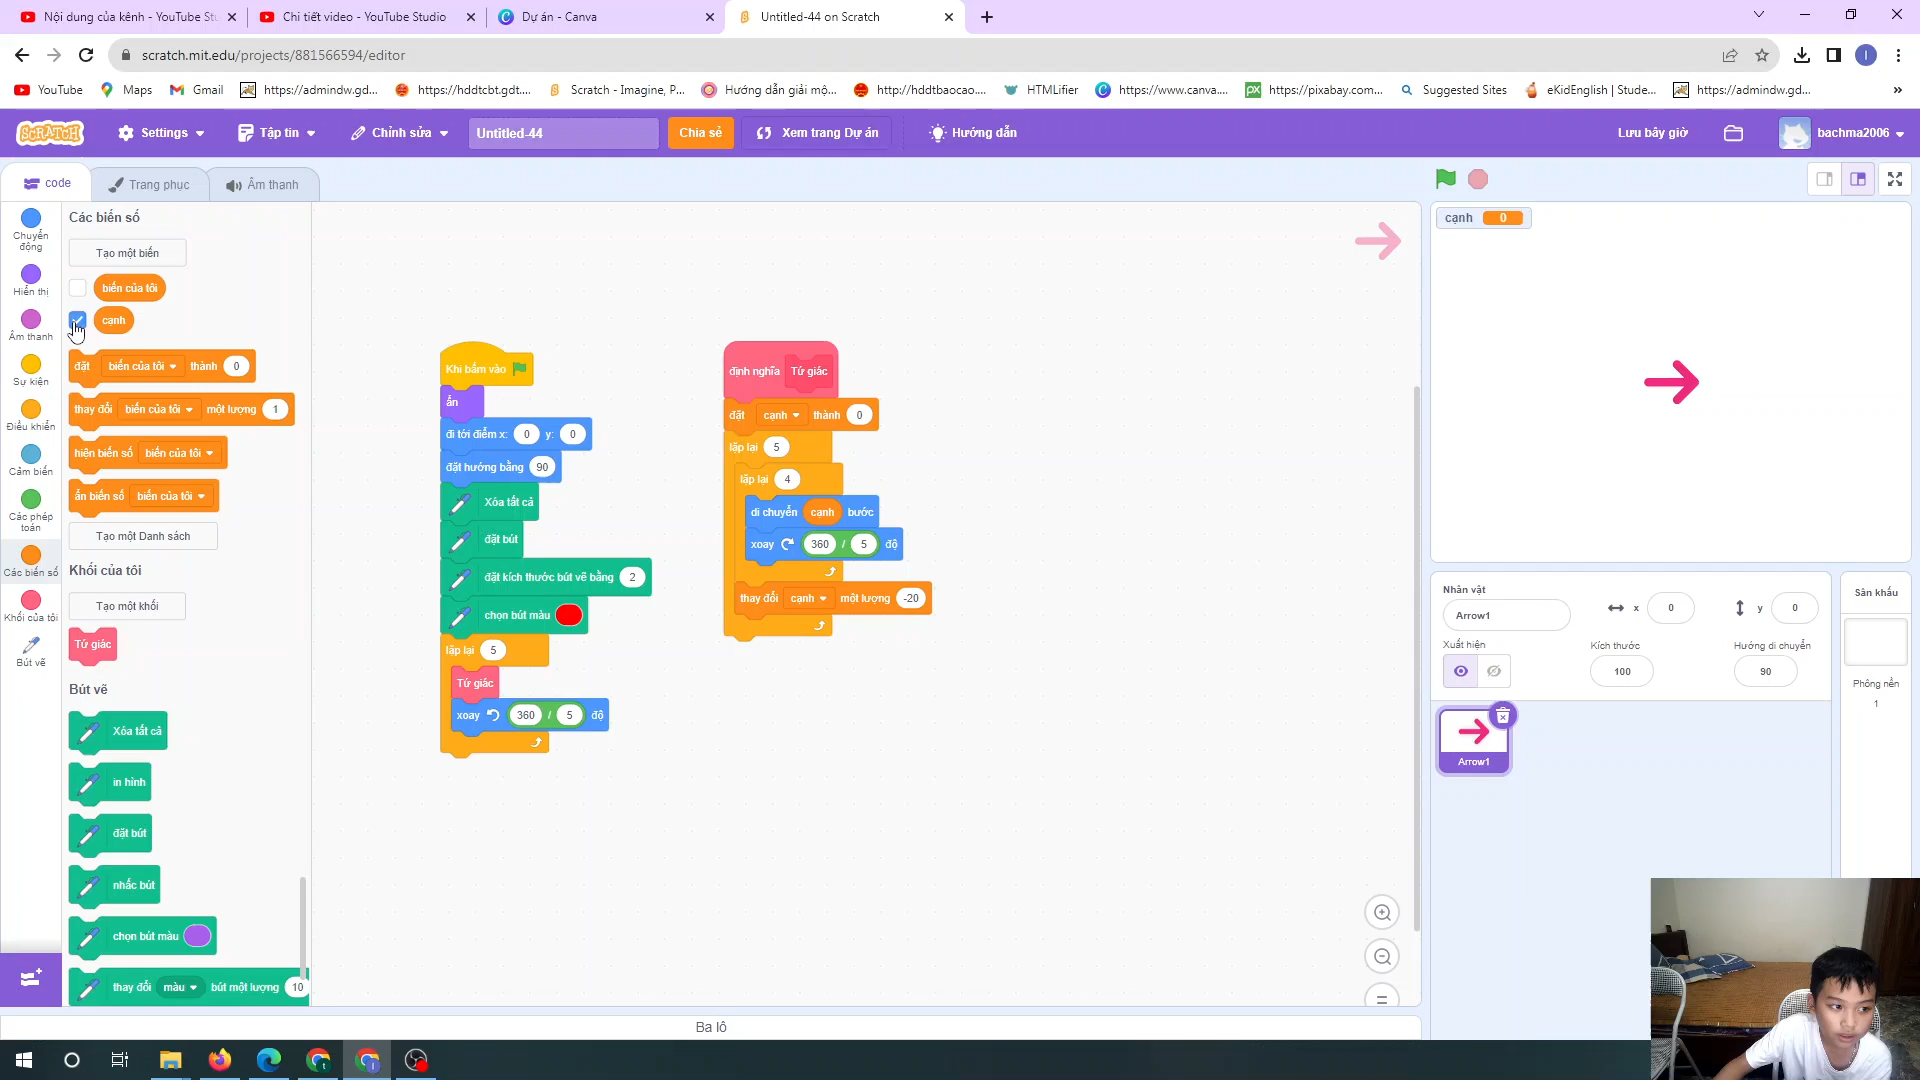 Nội dung của kênh - YouTube Stu
Chi tiết video - YouTube Studio
Dự án - Canva
Untitled-44 on Scratch
scratch.mit.edu/projects/881566594/editor
YouTube
Maps
Gmail
https://admindw.gd...
https://hddtcbt.gdt....
Scratch - Imagine, P...
Hướng dẫn giải mộ...
http://hddtbaocao....
HTMLifier
https://www.canva....
https://pixabay.com...
Suggested Sites
eKidEnglish | Stude...
https://admindw.gd...
SCRATCH
Settings
Tập tin
Chỉnh sửa
Untitled-44
Chia sẻ
Xem trang Dự án
Hướng dẫn
Lưu bây giờ
bachma2006
code
Trang phục
Âm thanh
Chuyển động
Hiển thị
Âm thanh
Sự kiện
Điều khiển
Cảm biến
Các phép toán
Các biến số
Khối của tôi
Bút vẽ
Các biến số
Tạo một biến
biến của tôi
cạnh
đặt biến của tôi thành 0
thay đổi biến của tôi một lượng 1
hiện biến số biến của tôi
ẩn biến số biến của tôi
Tạo một Danh sách
Khối của tôi
Tạo một khối
Tứ giác
Bút vẽ
Xóa tất cả
in hình
đặt bút
nhấc bút
chọn bút màu
thay đổi màu bút một lượng 10
Khi bấm vào
ẩn
đi tới điểm x: 0 y: 0
đặt hướng bằng 90
Xóa tất cả
đặt bút
đặt kích thước bút vẽ bằng 2
chọn bút màu
lặp lại 5
Tứ giác
xoay 360 / 5 độ
định nghĩa Tứ giác
đặt cạnh thành 0
lặp lại 5
lặp lại 4
di chuyển cạnh bước
xoay 360 / 5 độ
thay đổi cạnh một lượng -20
Ba lô
cạnh 0
Nhân vật
Arrow1
x 0
y 0
Xuất hiện
Kích thước
100
Hướng di chuyển
90
Arrow1
Sân khấu
Phông nền
1